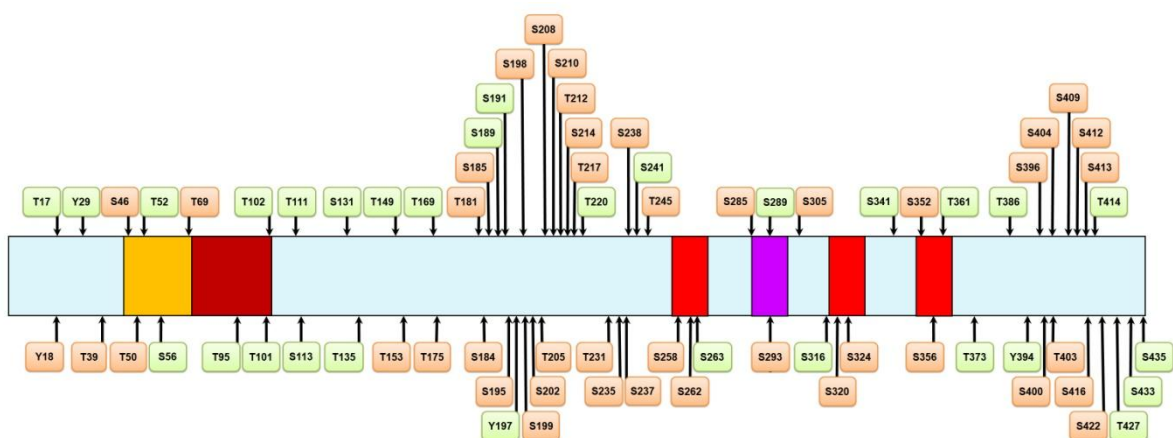 S208
S198
S210
S191
T212
S409
S189
S214
S238
S404
S412
S185
T217
S241
S396
S413
T17
Y29
S46
T52
T69
T102
T111
S131
T149
T169
T181
T220
T245
S285
S289
S305
S341
S352
T361
T386
T414
Y18
T39
T50
S56
T95
T101
S113
T135
T153
T175
S184
T205
T231
S258
S263
S293
S316
S324
S356
T373
Y394
T403
S435
S195
S202
S235
S237
S262
S320
S400
S416
S433
Y197
S199
S422
T427